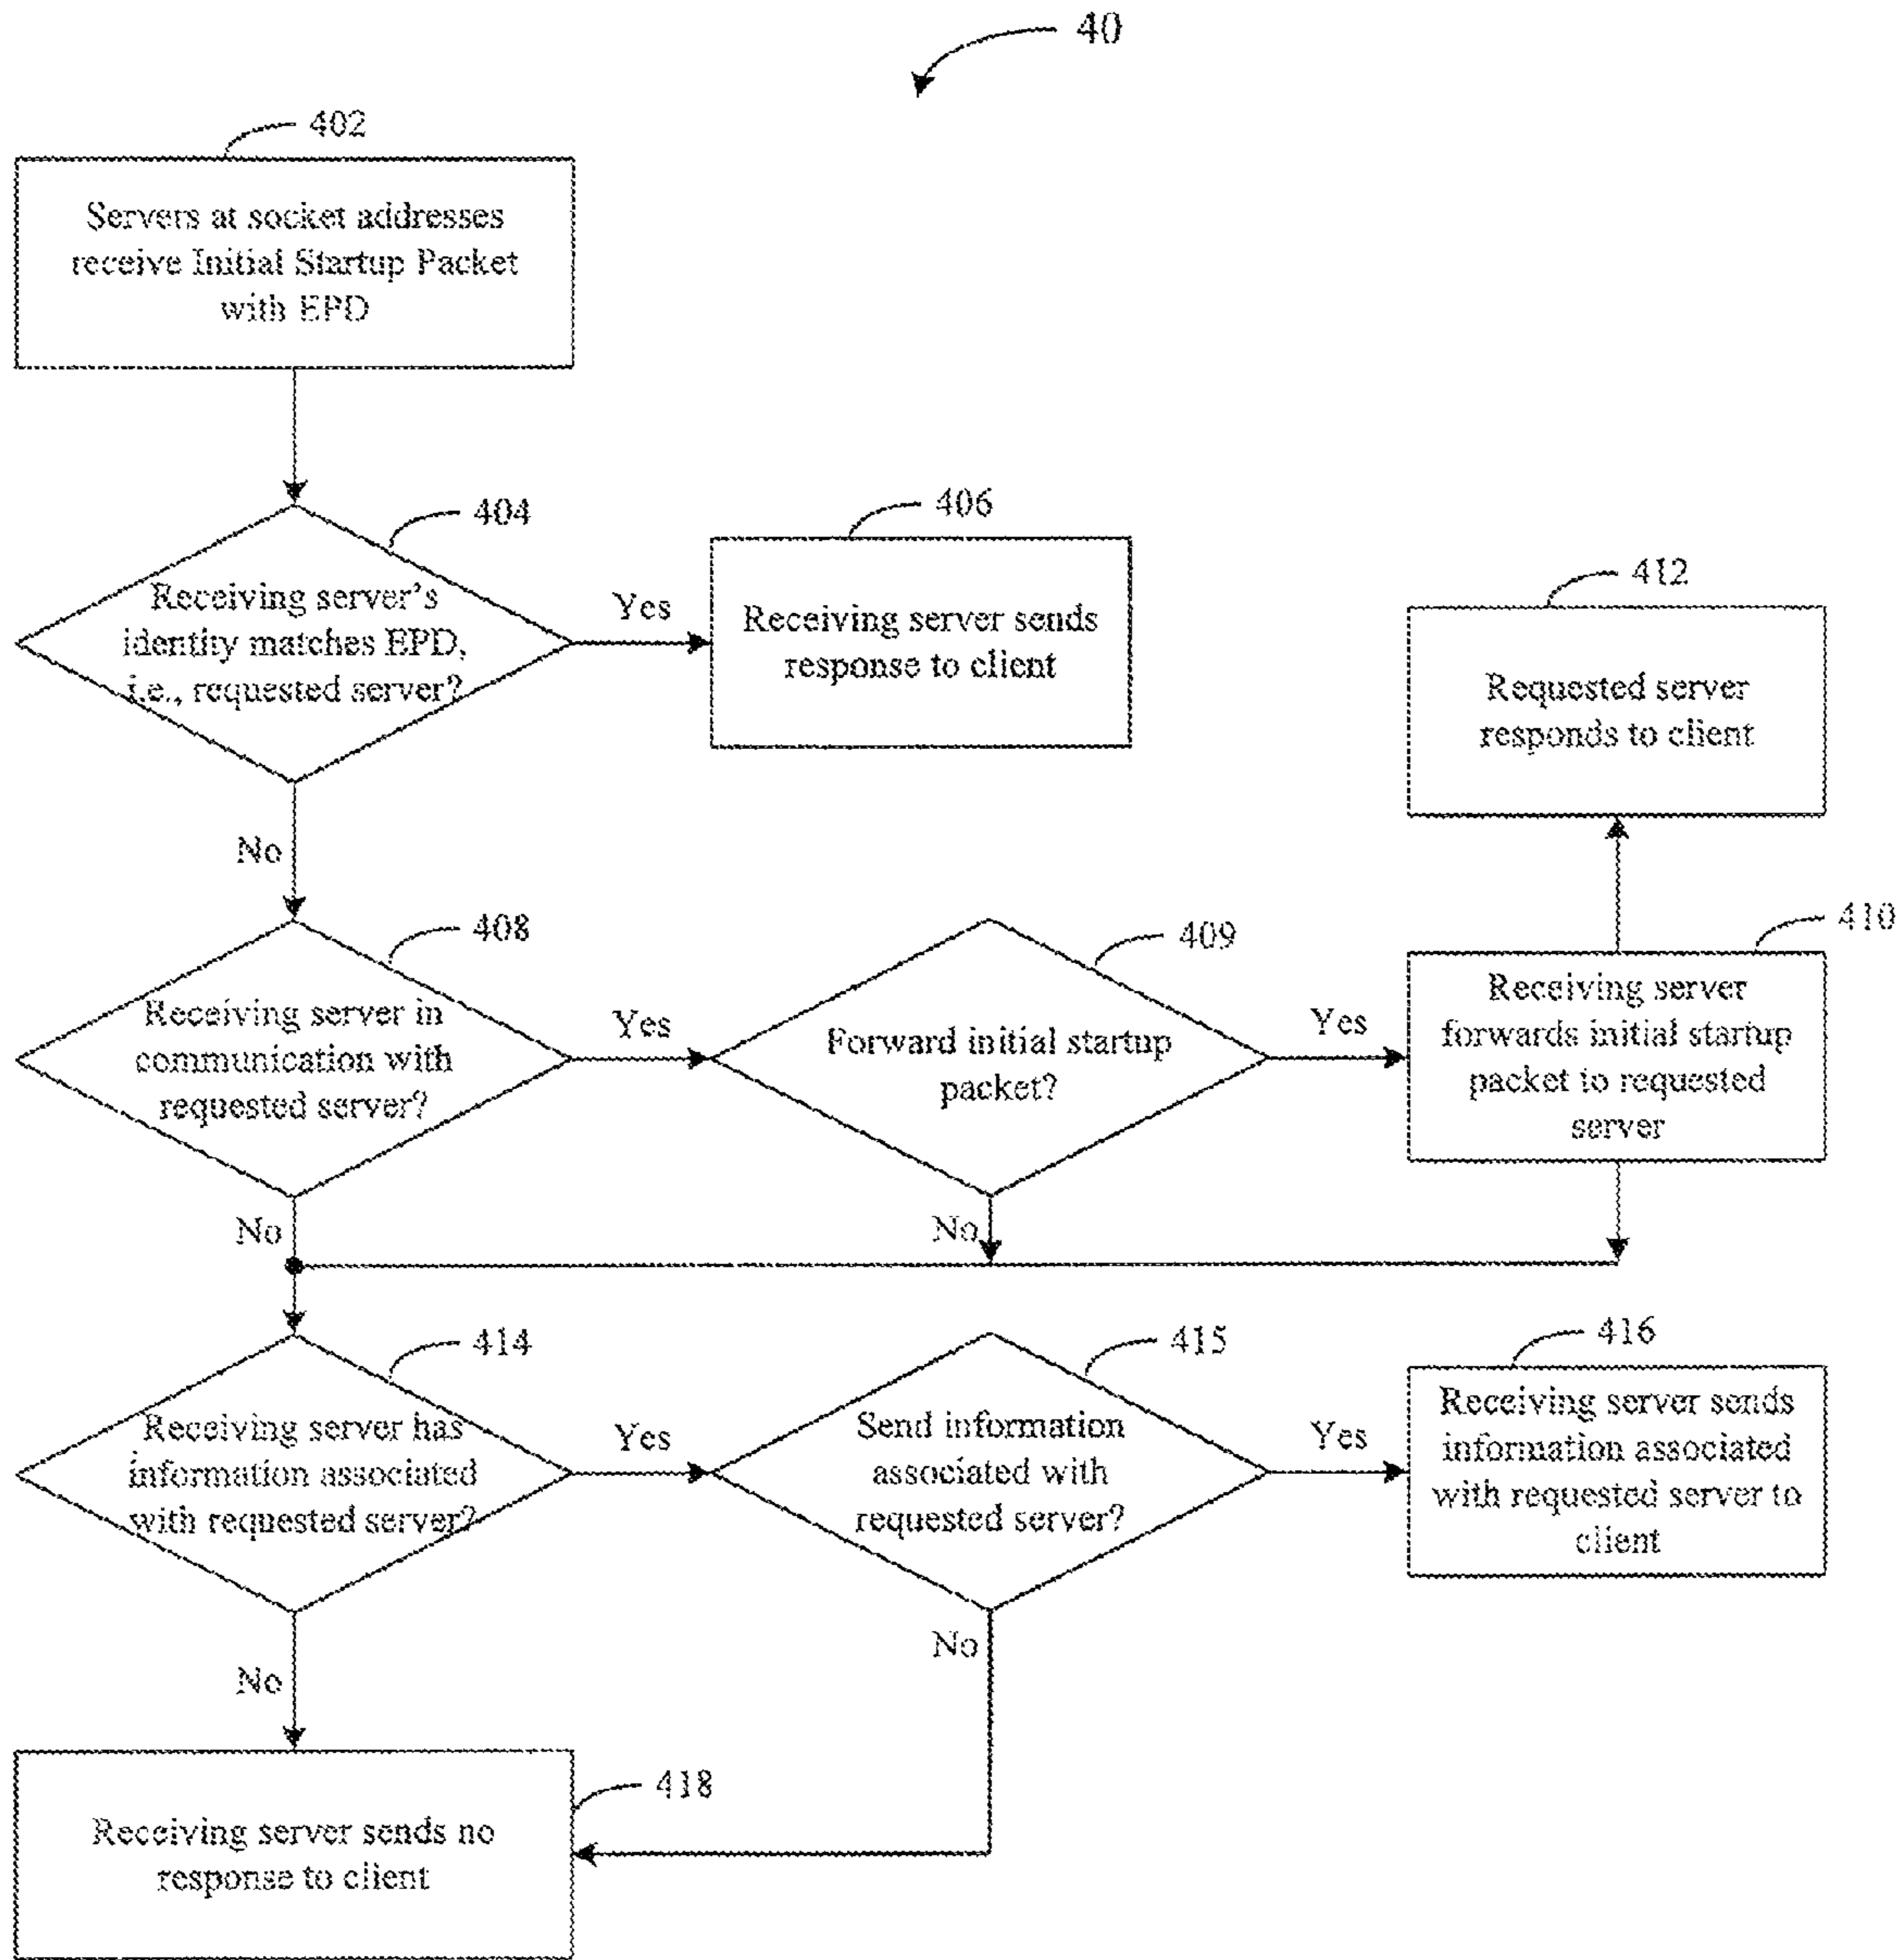 40
402
Servers at socket addresses
receive Initial Startup Packet
with EPD
404
Receiving server's
identity matches EPD,
i.e., requested server?
Yes
406
Receiving server sends
response to client
412
Requested server
responds to client
No
408
Receiving server in
communication with
requested server?
Yes
409
Forward initial startup
packet?
Yes
410
Receiving server
forwards initial startup
packet to requested
server
No
No
414
Receiving server has
information associated
with requested server?
Yes
415
Send information
associated with
requested server?
Yes
416
Receiving server sends
information associated
with requested server to
client
No
No
418
Receiving server sends no
response to client